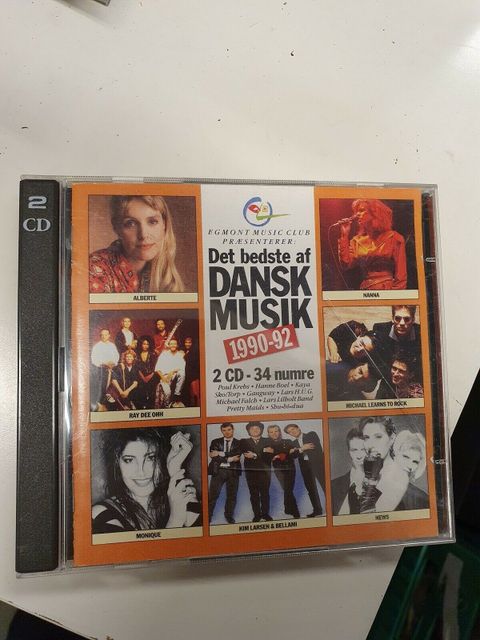 2
CD
EGMONT MUSIC CLUB
PRÆSENTERER:
Det bedste af
DANSK
MUSIK
1990-92
2 CD - 34 numre
Poul Krebs • Hanne Boel • Kaya
Sko/Torp • Gangway • Lars H.U.G.
Michael Falch • Lars Lilholt Band
Pretty Maids • Shu-bi-dua
ALBERTE
NANNA
RAY DEE OHH
MICHAEL LEARNS TO ROCK
MONIQUE
KIM LARSEN & BELLAMI
NEWS